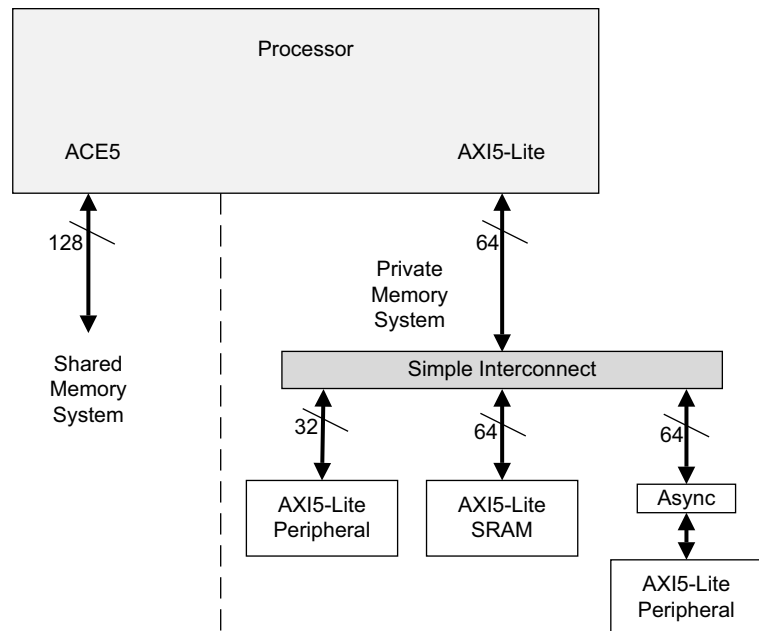 Processor
ACE5
AXI5-Lite
128
64
Private
Memory
System
Shared
Memory
System
Simple Interconnect
32
64
64
AXI5-Lite
Peripheral
AXI5-Lite
SRAM
Async
AXI5-Lite
Peripheral